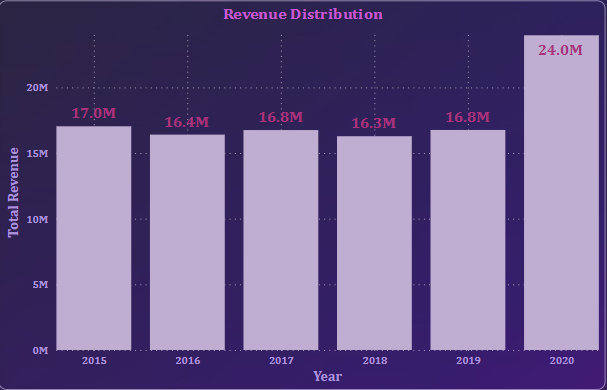 Revenue Distribution
24.0M
20M
17.0M 16.4M 16.8M 16.3M 16.8M
15M
Total Revenue
10M
5M
0M
2015 2016 2017 2018 2019 2020
Year